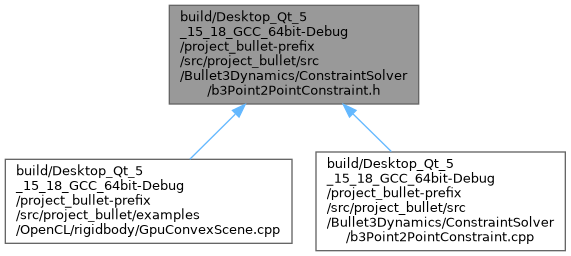 build/Desktop_Qt_5
_15_18_GCC_64bit-Debug
/project_bullet-prefix
/src/project_bullet/src
/Bullet3Dynamics/ConstraintSolver
/b3Point2PointConstraint.h
build/Desktop_Qt_5
_15_18_GCC_64bit-Debug
/project_bullet-prefix
/src/project_bullet/examples
/OpenCL/rigidbody/GpuConvexScene.cpp
build/Desktop_Qt_5
_15_18_GCC_64bit-Debug
/project_bullet-prefix
/src/project_bullet/src
/Bullet3Dynamics/ConstraintSolver
/b3Point2PointConstraint.cpp